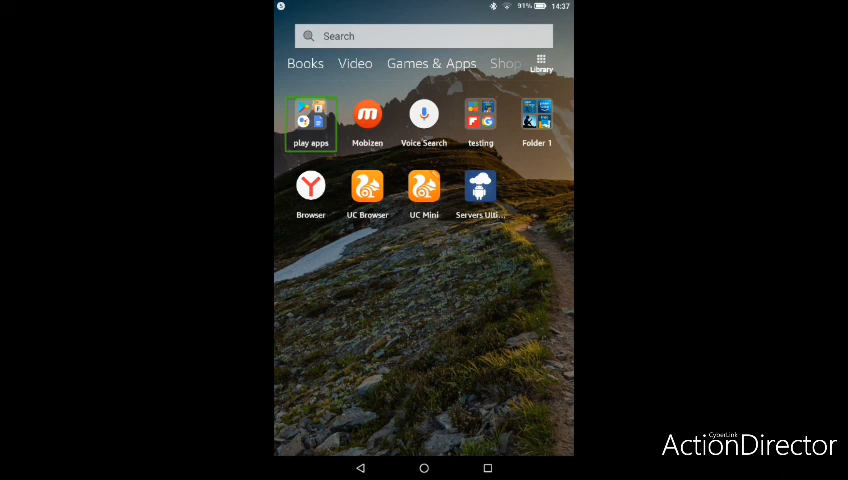 91% 14:37
Search
Books Video Games & Apps Shop Library
play apps Mobizen Voice Search testing Folder 1
Browser UC Browser UC Mini Servers Ulti...
CyberLink
ActionDirector